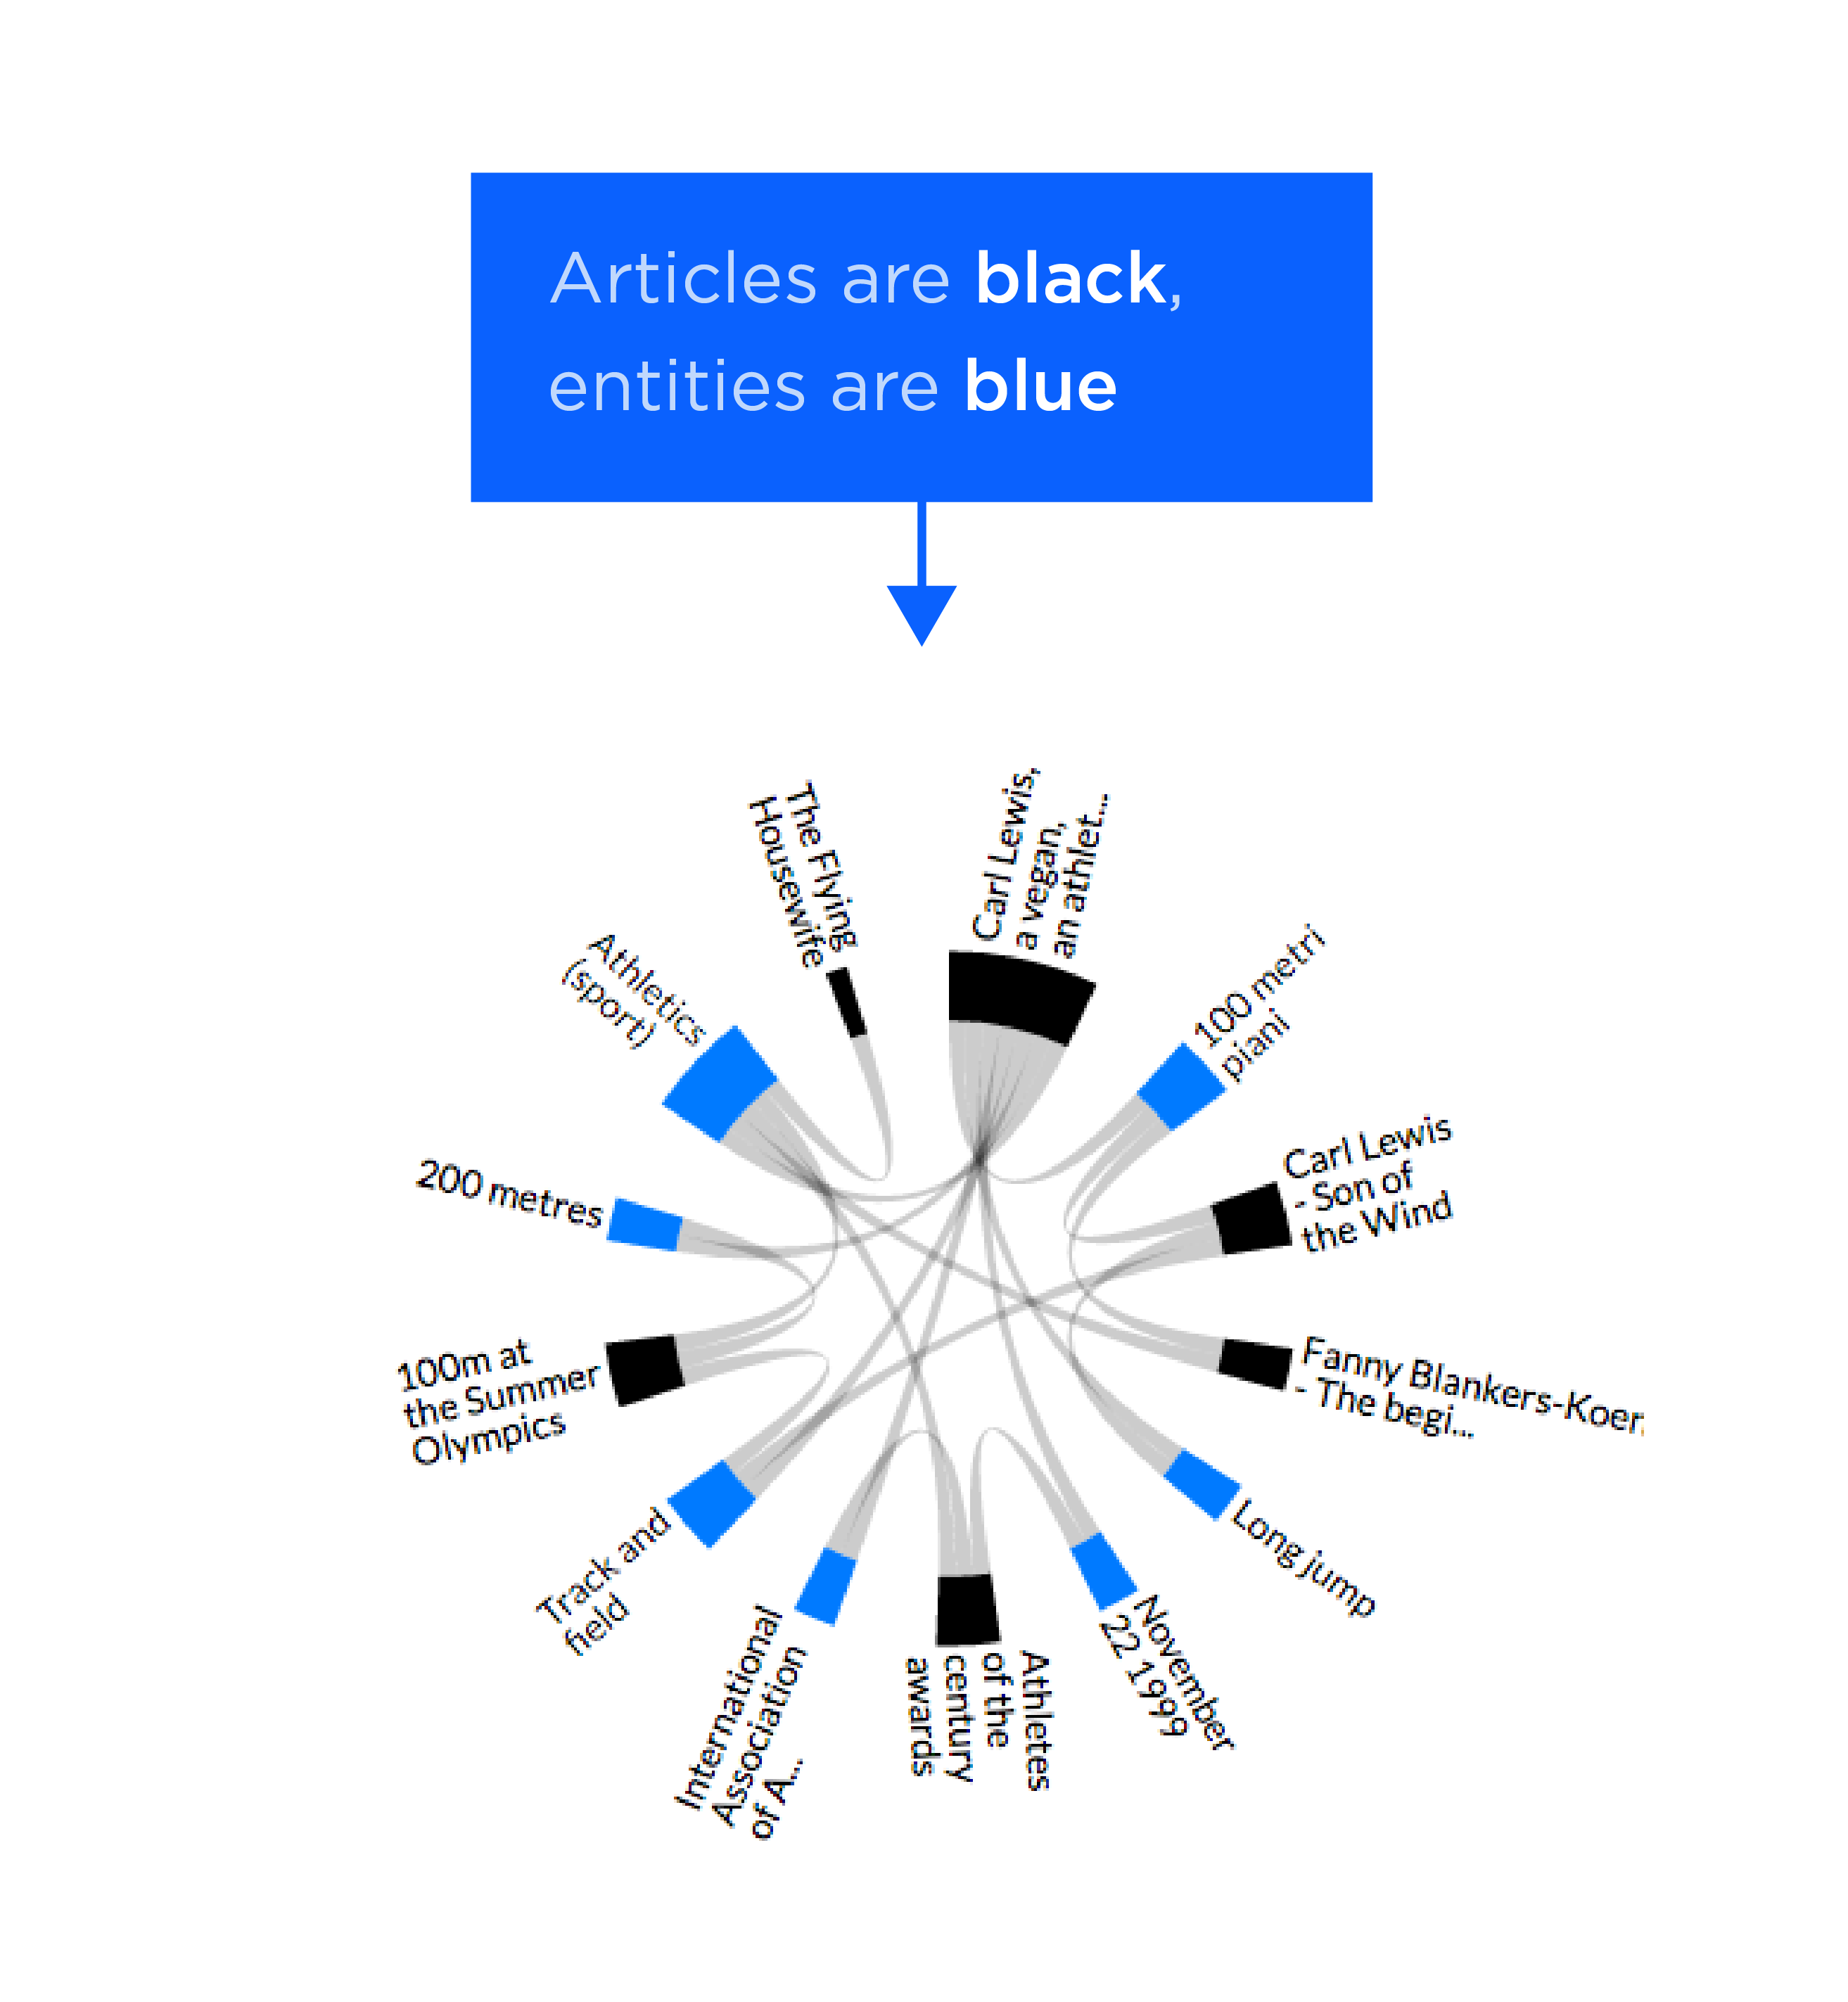 Articles are black,
entities are blue
The Flying
Housewife
Carl Lewis,
a vegan,
an athlet...
100 metri
piani
Carl Lewis
- Son of
the Wind
Fanny Blankers-Koen
- The begi...
Long jump
November
22 1999
Athletes
of the
century
awards
International
Association
of A...
Track and
field
100m at
the Summer
Olympics
200 metres
Athletics
(sport)